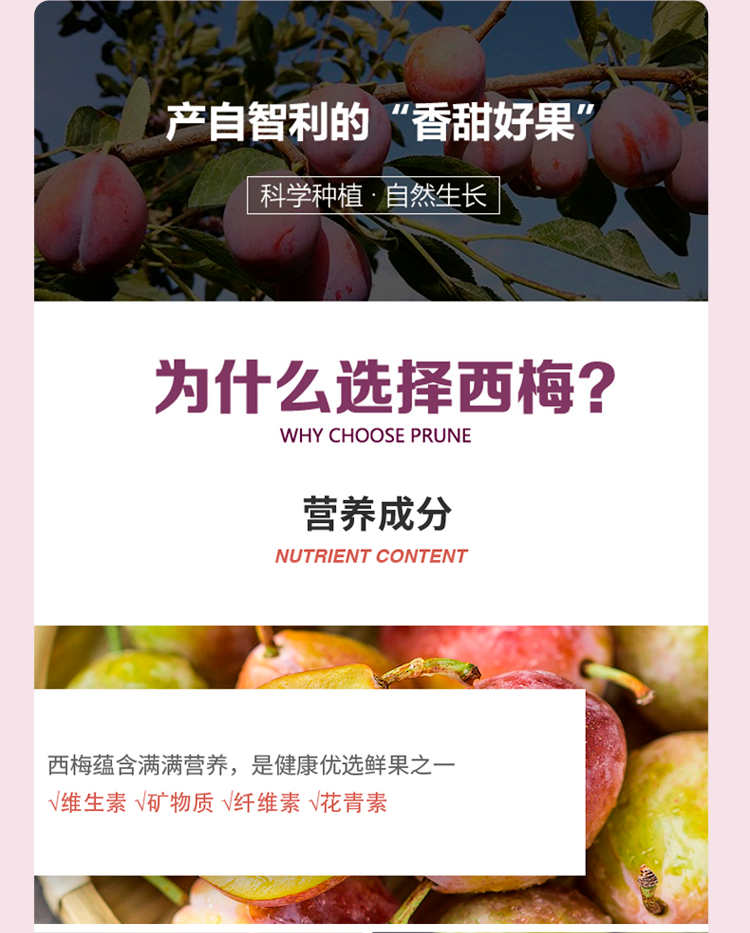 产自智利的“香甜好果”
科学种植 · 自然生长
为什么选择西梅?
WHY CHOOSE PRUNE
营养成分
NUTRIENT CONTENT
西梅蕴含满满营养，是健康优选鲜果之一
√维生素 √矿物质 √纤维素 √花青素